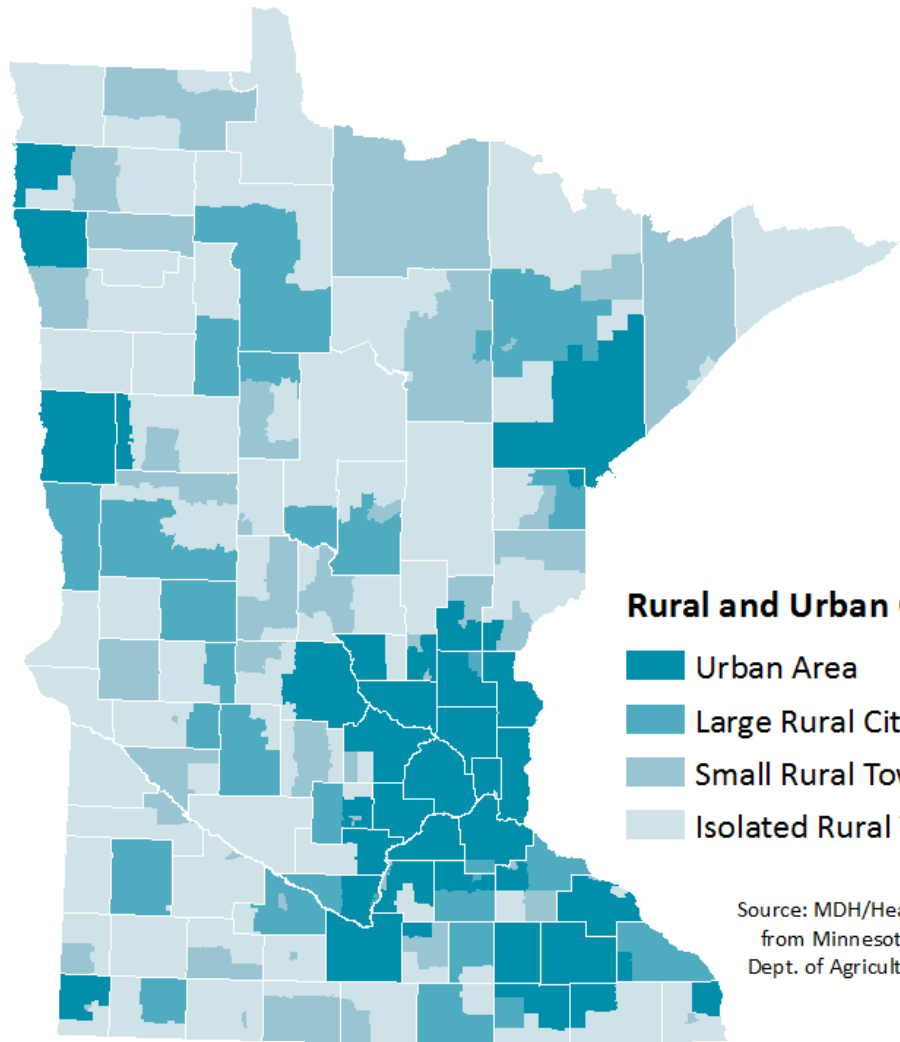 Rural and Urban
Urban Area
Large Rural Cit
Small Rural Tow
Isolated Rural
Source: MDH/Hea
from Minnesot
Dept. of Agricult